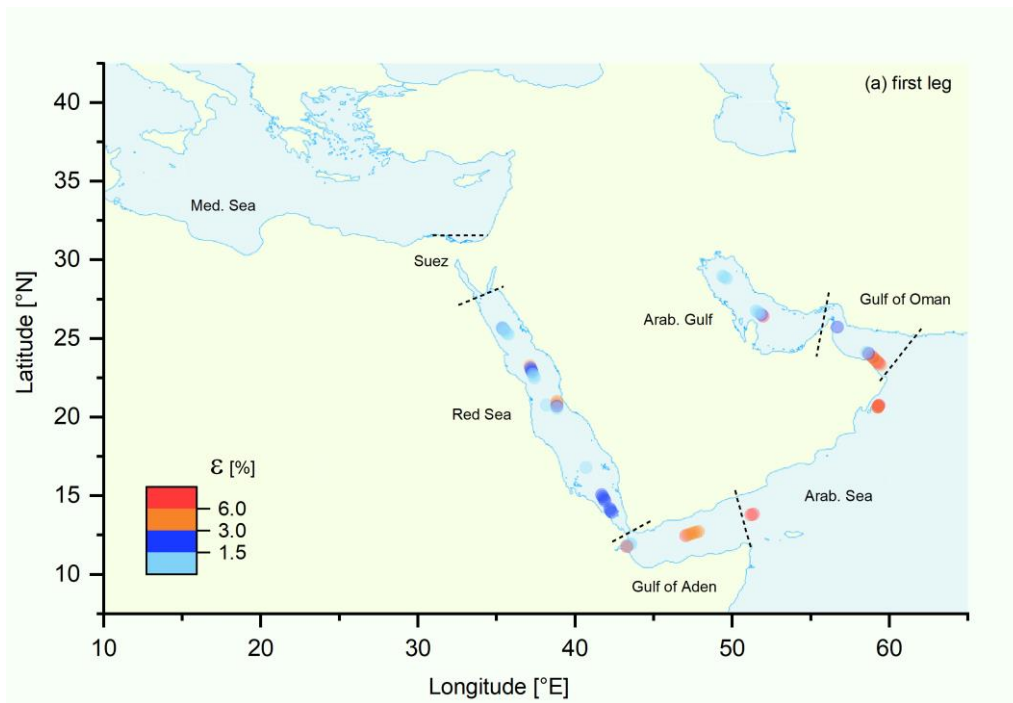 (a) first leg
40
35
Med. Sea
30
Suez
Gulf of Oman
Arab. Gulf
25
Latitude [°N]
20
Red Sea
ε [%]
6.0
3.0
1.5
15
Arab. Sea
10
Gulf of Aden
10 20 30 40 50 60
Longitude [°E]